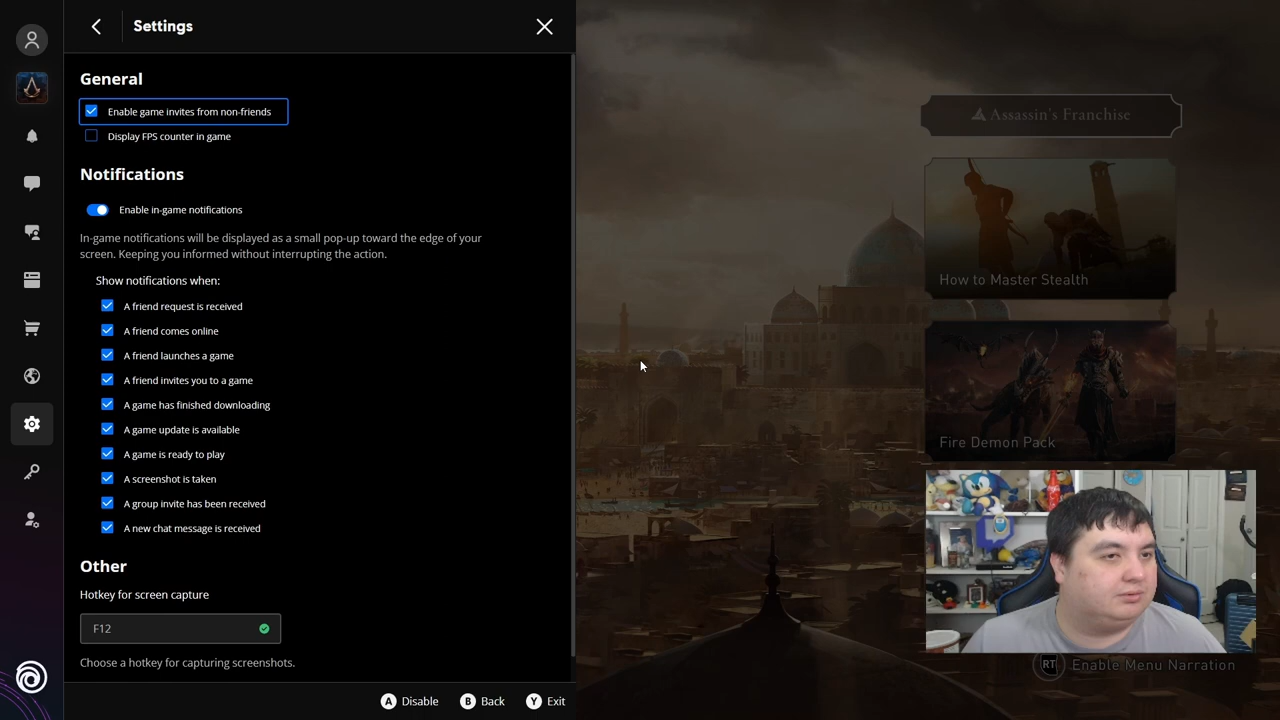 Settings
General
Enable game invites from non-friends
Display FPS counter in game
Notifications
Enable in-game notifications
In-game notifications will be displayed as a small pop-up toward the edge of your
screen. Keeping you informed without interrupting the action.
Show notifications when:
A friend request is received
A friend comes online
A friend launches a game
A friend invites you to a game
A game has finished downloading
A game update is available
A game is ready to play
A screenshot is taken
A group invite has been received
A new chat message is received
Other
Hotkey for screen capture
F12
Choose a hotkey for capturing screenshots.
A Disable B Back Y Exit
Assassin's Franchise
How to Master Stealth
Fire Demon Pack
RT Enable Menu Narration